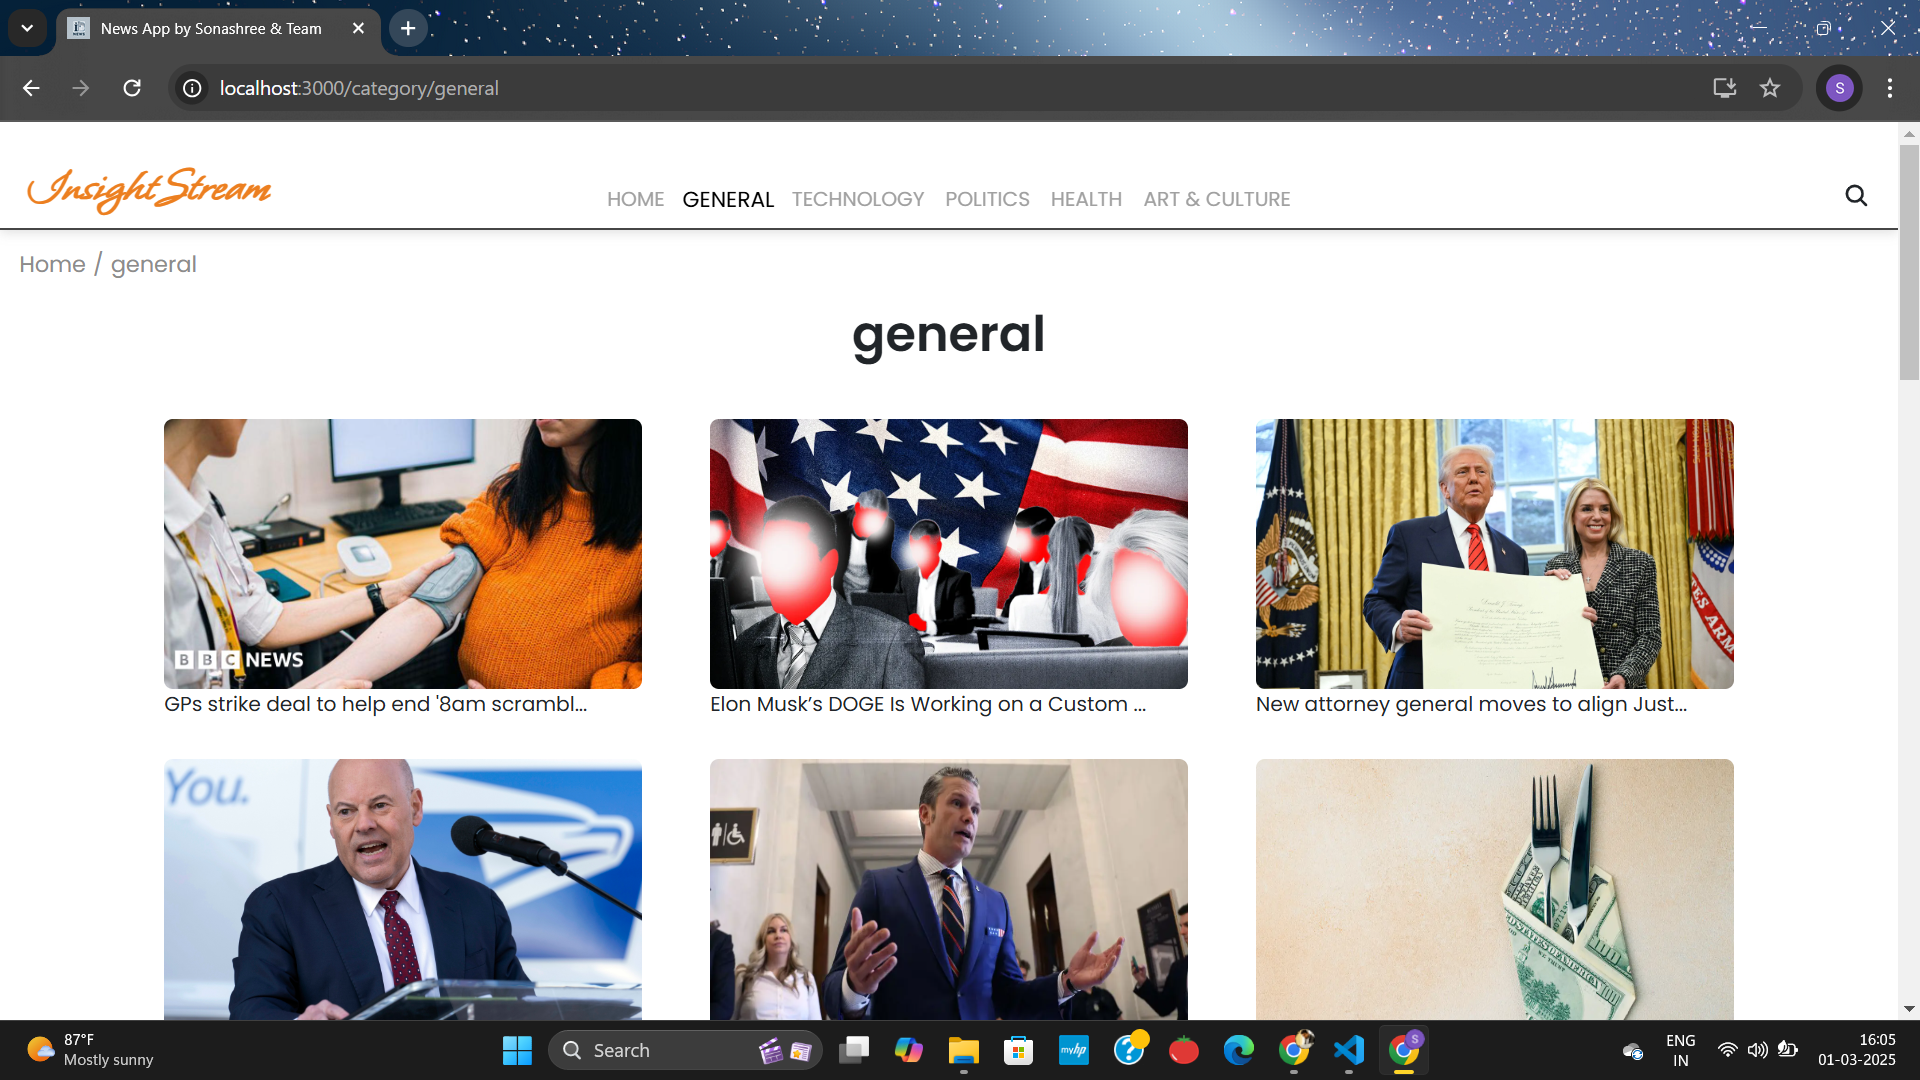 News App by Sonashree & Team
localhost:3000/category/general
S
InsightStream
HOME GENERAL TECHNOLOGY POLITICS HEALTH ART & CULTURE
Home / general
general
BBC NEWS
GPs strike deal to help end '8am scrambl...
Elon Musk’s DOGE Is Working on a Custom ...
New attorney general moves to align Just...
You.
87°F
Mostly sunny
Search
myhp
S
ENG
IN
16:05
01-03-2025